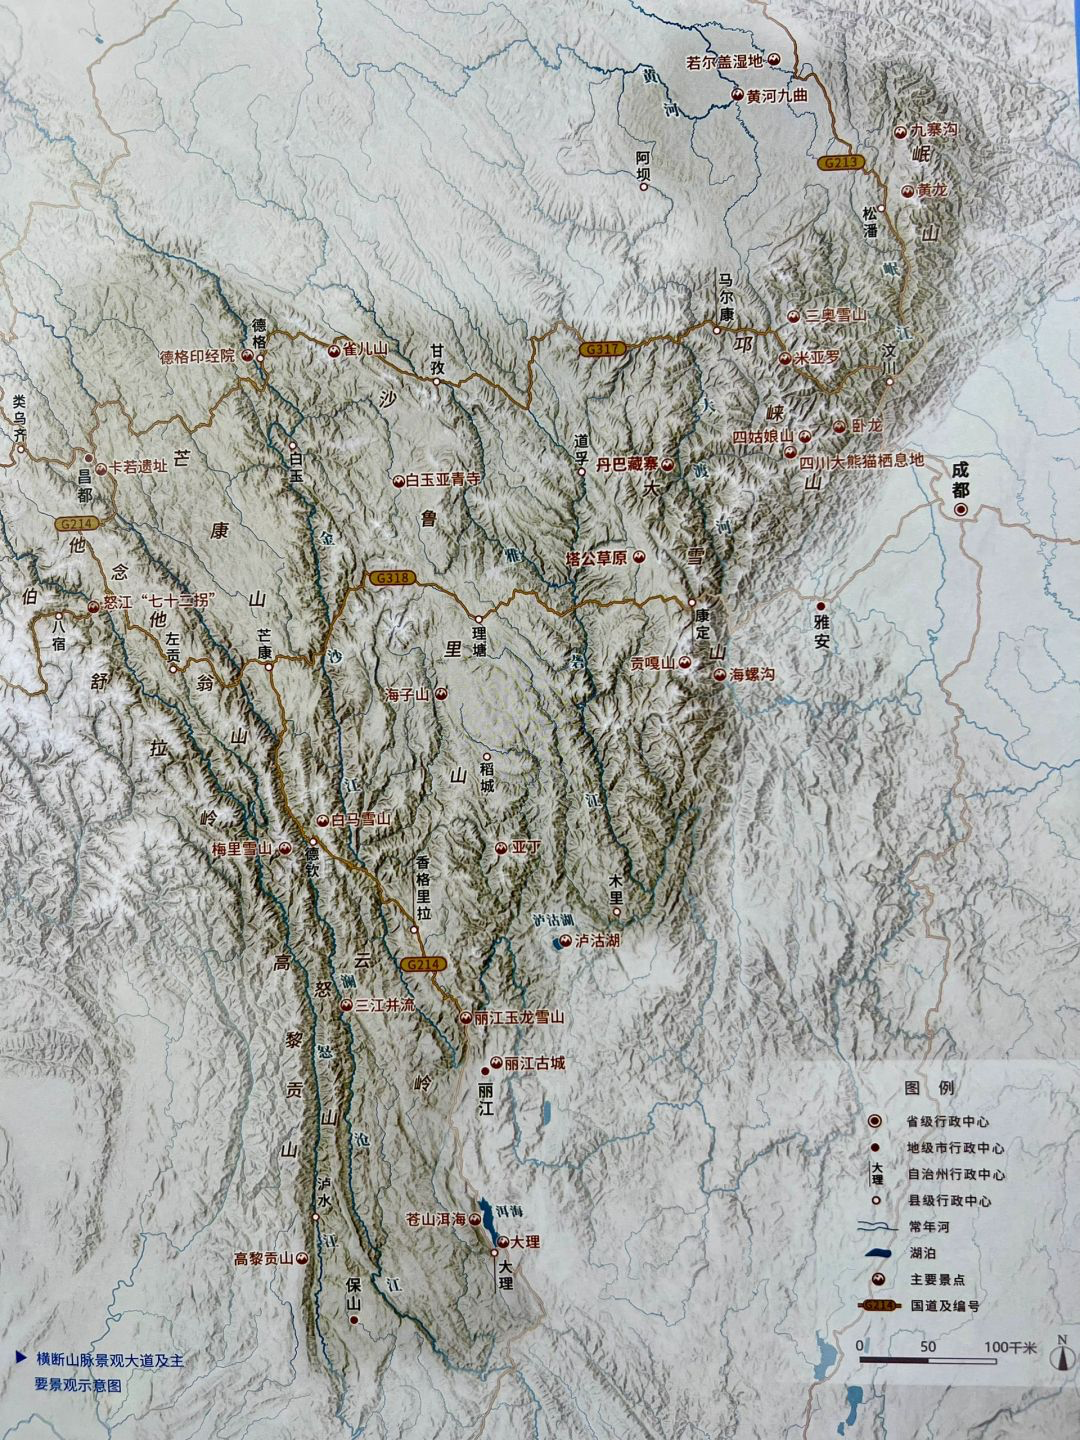 若尔盖湿地
黄河
黄河九曲
九寨沟
岷山
G213
阿坝
黄龙
松潘
岷江
马尔康
三奥雪山
德格
德格印经院
雀儿山
甘孜
G317
邛崃山
米亚罗
汶川
类乌齐
沙鲁里山
大渡河
卧龙
四姑娘山
四川大熊猫栖息地
道孚
丹巴藏寨
大雪山
成都
昌都
卡若遗址
芒康山
白玉
白玉亚青寺
G214
他念他翁山
金沙江
雅砻江
塔公草原
G318
伯舒拉岭
怒江“七十二拐”
八宿
左贡
芒康
理塘
康定
雅安
贡嘎山
海螺沟
海子山
稻城
白马雪山
梅里雪山
德钦
香格里拉
亚丁
木里
泸沽湖
泸沽湖
高黎贡山
怒山
云岭
澜沧江
G214
三江并流
怒江
丽江玉龙雪山
丽江古城
丽江
泸水
苍山洱海
洱海
大理
大理
高黎贡山
保山
图 例
省级行政中心
地级市行政中心
大理
自治州行政中心
县级行政中心
常年河
湖泊
主要景点
G214
国道及编号
0 50 100千米
N
横断山脉景观大道及主
要景观示意图